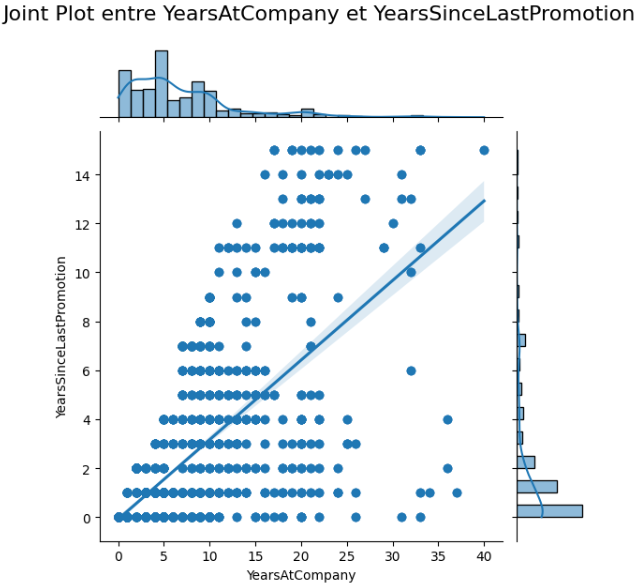 Joint Plot entre YearsAtCompany et YearsSinceLastPromotion
14
12
10
8
6
4
2
0
YearsSinceLastPromotion
0 5 10 15 20 25 30 35 40
YearsAtCompany